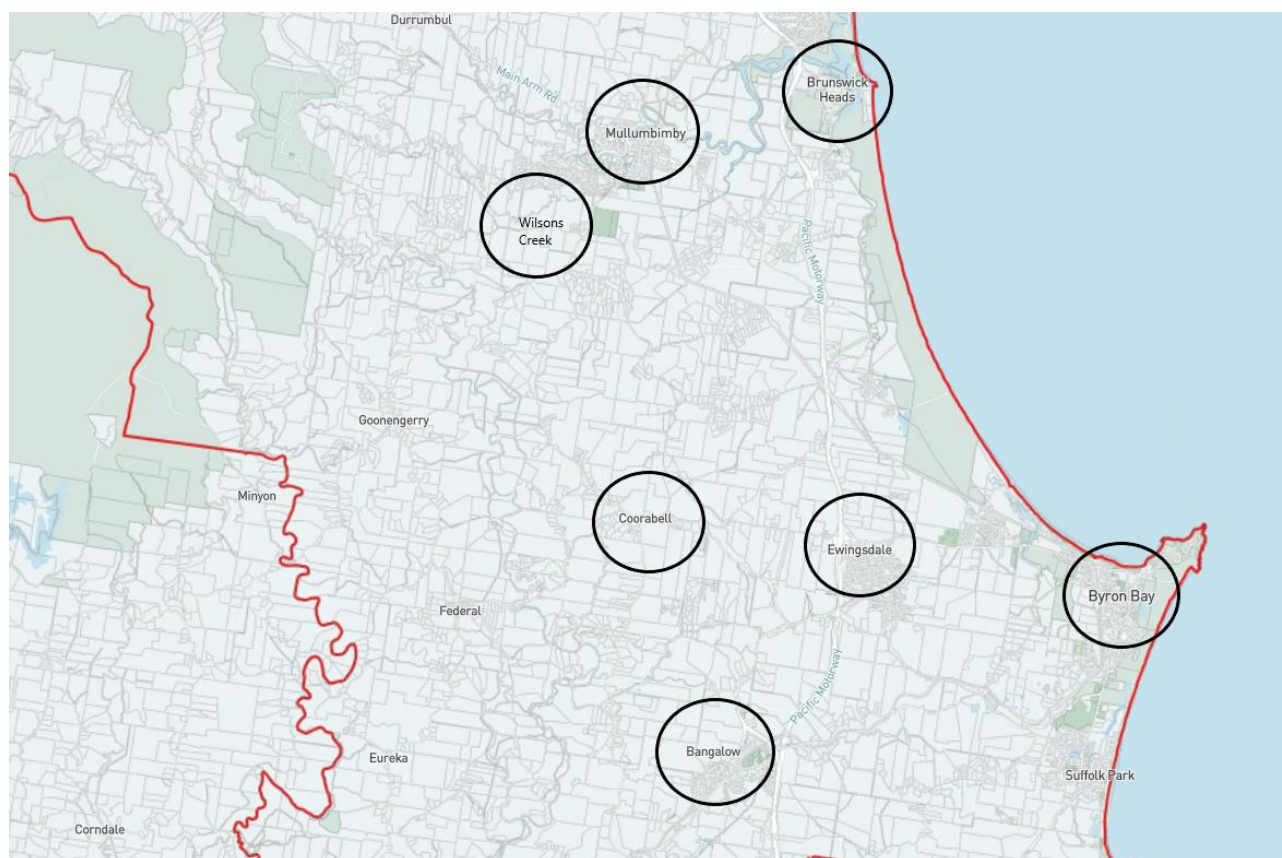 Durrumbul
Main Arm Rd
Brunswick
Heads
Mullumbimby
Wilsons
Creek
Pacific Motorway
Goonengerry
Minyon
Coorabell
Ewingsdale
Byron Bay
Federal
Pacific Motorway
Bangalow
Eureka
Suffolk Park
Corndale